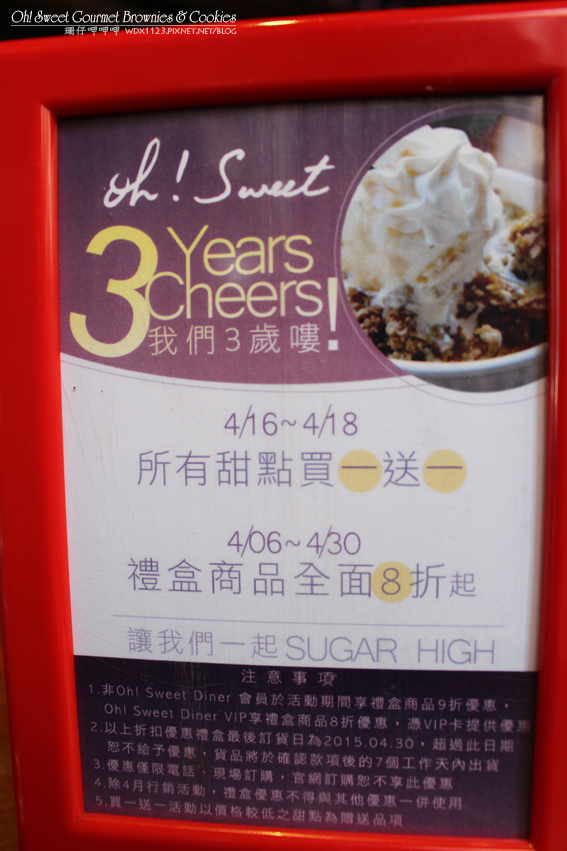 Oh! Sweet Gourmet Brownies & Cookies
WDX1123.PIXNET.NET/BLOG
Oh! Sweet
3 Years
Cheers!
我們3歲嘍
4/16~4/18
所有甜點買一送一
4/06~4/30
禮盒商品全面8折起
讓我們一起 SUGAR HIGH
注意事項
1.非Oh! Sweet Diner 會員於活動期間享禮盒商品9折優惠，
Oh! Sweet Diner VIP享禮盒商品8折優惠，憑VIP卡提供優惠
2.以上折扣優惠禮盒最後訂貨日為2015.04.30，超過此日期
恕不給予優惠，貨品將於確認款項後的7個工作天內出貨
3.優惠僅限電話、現場訂購，官網訂購恕不享此優惠
4.除4月行銷活動，禮盒優惠不得與其他優惠一併使用
5.買一送一活動以價格較低之甜點為贈送品項